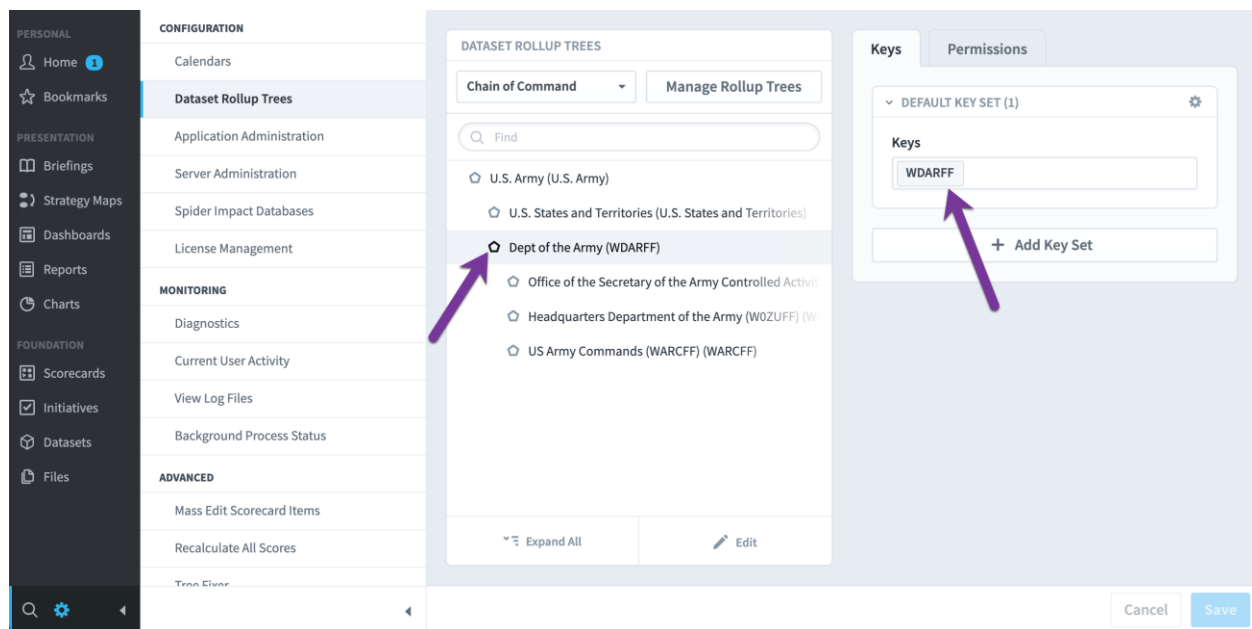 PERSONAL
Home 1
Bookmarks
PRESENTATION
Briefings
Strategy Maps
Dashboards
Reports
Charts
FOUNDATION
Scorecards
Initiatives
Datasets
Files
CONFIGURATION
Calendars
Dataset Rollup Trees
Application Administration
Server Administration
Spider Impact Databases
License Management
MONITORING
Diagnostics
Current User Activity
View Log Files
Background Process Status
ADVANCED
Mass Edit Scorecard Items
Recalculate All Scores
Tree Fixer
DATASET ROLLUP TREES
Chain of Command
Manage Rollup Trees
Find
U.S. Army (U.S. Army)
U.S. States and Territories (U.S. States and Territories)
Dept of the Army (WDARFF)
Office of the Secretary of the Army Controlled Activi
Headquarters Department of the Army (W0ZUFF) (W
US Army Commands (WARCFF) (WARCFF)
Expand All
Edit
Keys
Permissions
DEFAULT KEY SET (1)
Keys
WDARFF
+ Add Key Set
Cancel
Save